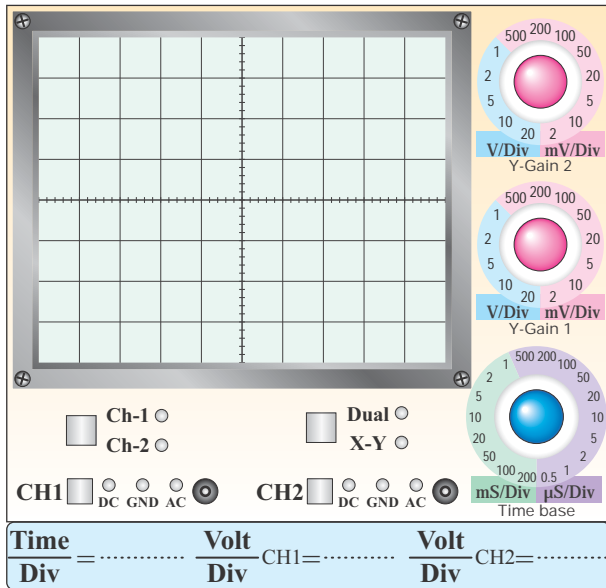 500 200 100
1 50
2 20
5 10
10 5
20 2
V/Div mV/Div
Y-Gain 2
500 200 100
1 50
2 20
5 10
10 5
20 2
V/Div mV/Div
Y-Gain 1
1 500 200 100
2 50
5 20
10 10
20 5
50 2
100 200 0.5 1
mS/Div µS/Div
Time base
Ch-1
Ch-2
Dual
X-Y
CH1 DC GND AC
CH2 DC GND AC
Time/Div = ............ Volt/Div CH1= ............ Volt/Div CH2= ............